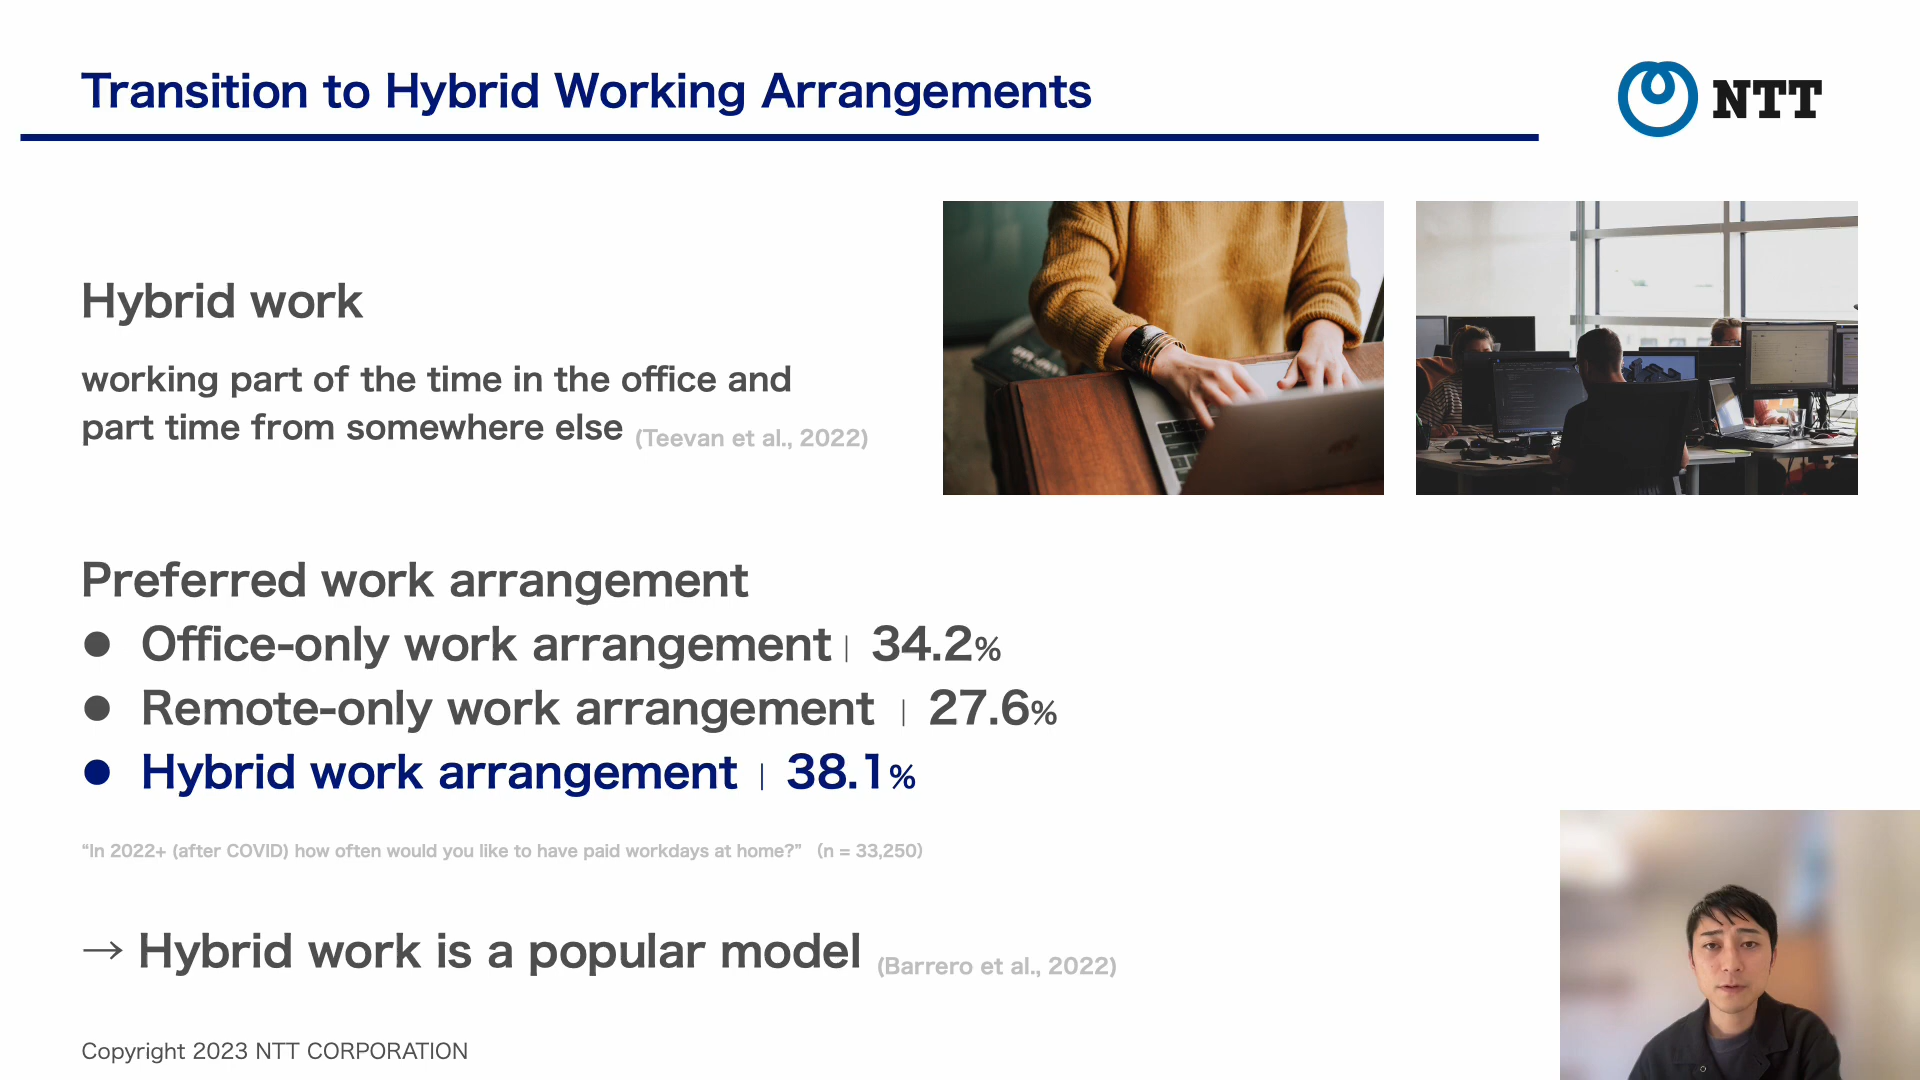 Transition to Hybrid Working Arrangements
NTT
Hybrid work
working part of the time in the office and
part time from somewhere else (Teevan et al., 2022)
Preferred work arrangement
● Office-only work arrangement | 34.2%
● Remote-only work arrangement | 27.6%
● Hybrid work arrangement | 38.1%
“In 2022+ (after COVID) how often would you like to have paid workdays at home?” (n = 33,250)
→ Hybrid work is a popular model (Barrero et al., 2022)
Copyright 2023 NTT CORPORATION